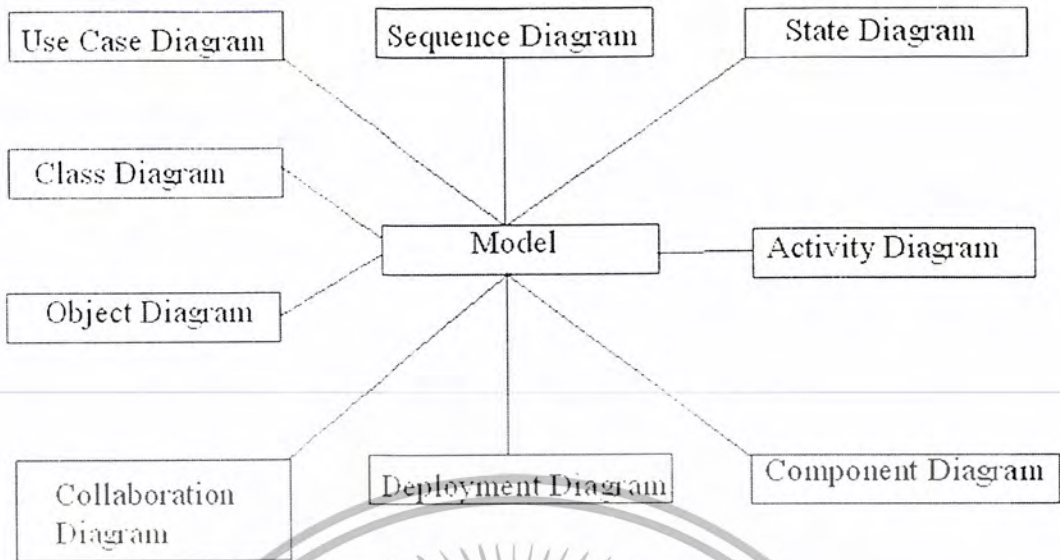 Use Case Diagram
Sequence Diagram
State Diagram
Class Diagram
Model
Activity Diagram
Object Diagram
Collaboration
Diagram
Deployment Diagram
Component Diagram